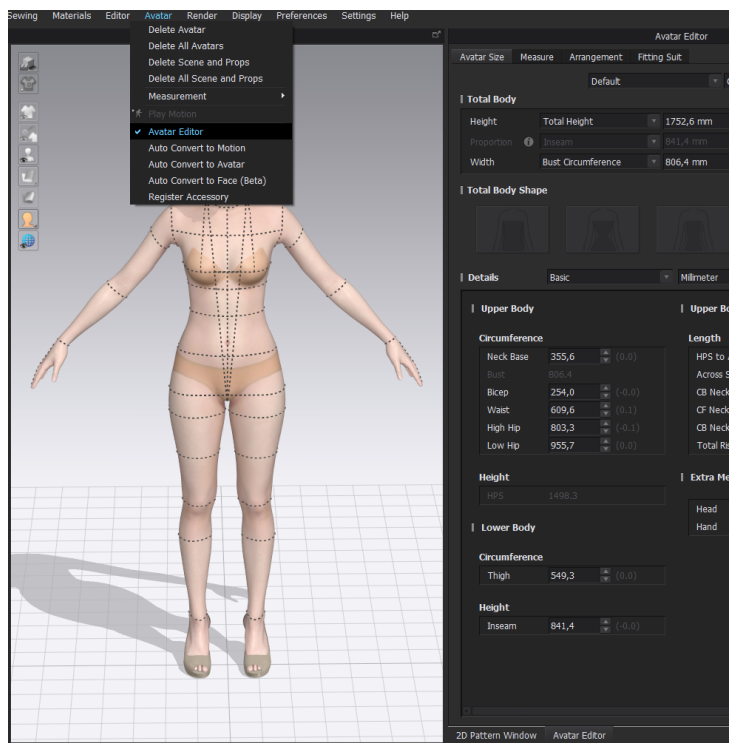 Sewing Materials Editor Avatar Render Display Preferences Settings Help
Delete Avatar
Delete All Avatars
Delete Scene and Props
Delete All Scene and Props
Measurement
Play Motion
Avatar Editor
Auto Convert to Motion
Auto Convert to Avatar
Auto Convert to Face (Beta)
Register Accessory
Avatar Editor
Avatar Size Measure Arrangement Fitting Suit
Default
Total Body
Height Total Height 1752,6 mm
Proportion Inseam 841,4 mm
Width Bust Circumference 806,4 mm
Total Body Shape
Details Basic Milimeter
Upper Body
Circumference
Neck Base 355,6 (0.0)
Bust 806.4
Bicep 254,0 (-0.0)
Waist 609,6 (0.1)
High Hip 803,3 (-0.1)
Low Hip 955,7 (0.0)
Height
HPS 1498.3
Lower Body
Circumference
Thigh 549,3 (0.0)
Height
Inseam 841,4 (-0.0)
Upper Bo
Length
HPS to
Across S
CB Neck
CF Neck
CB Neck
Total Ris
Extra Me
Head
Hand
2D Pattern Window Avatar Editor